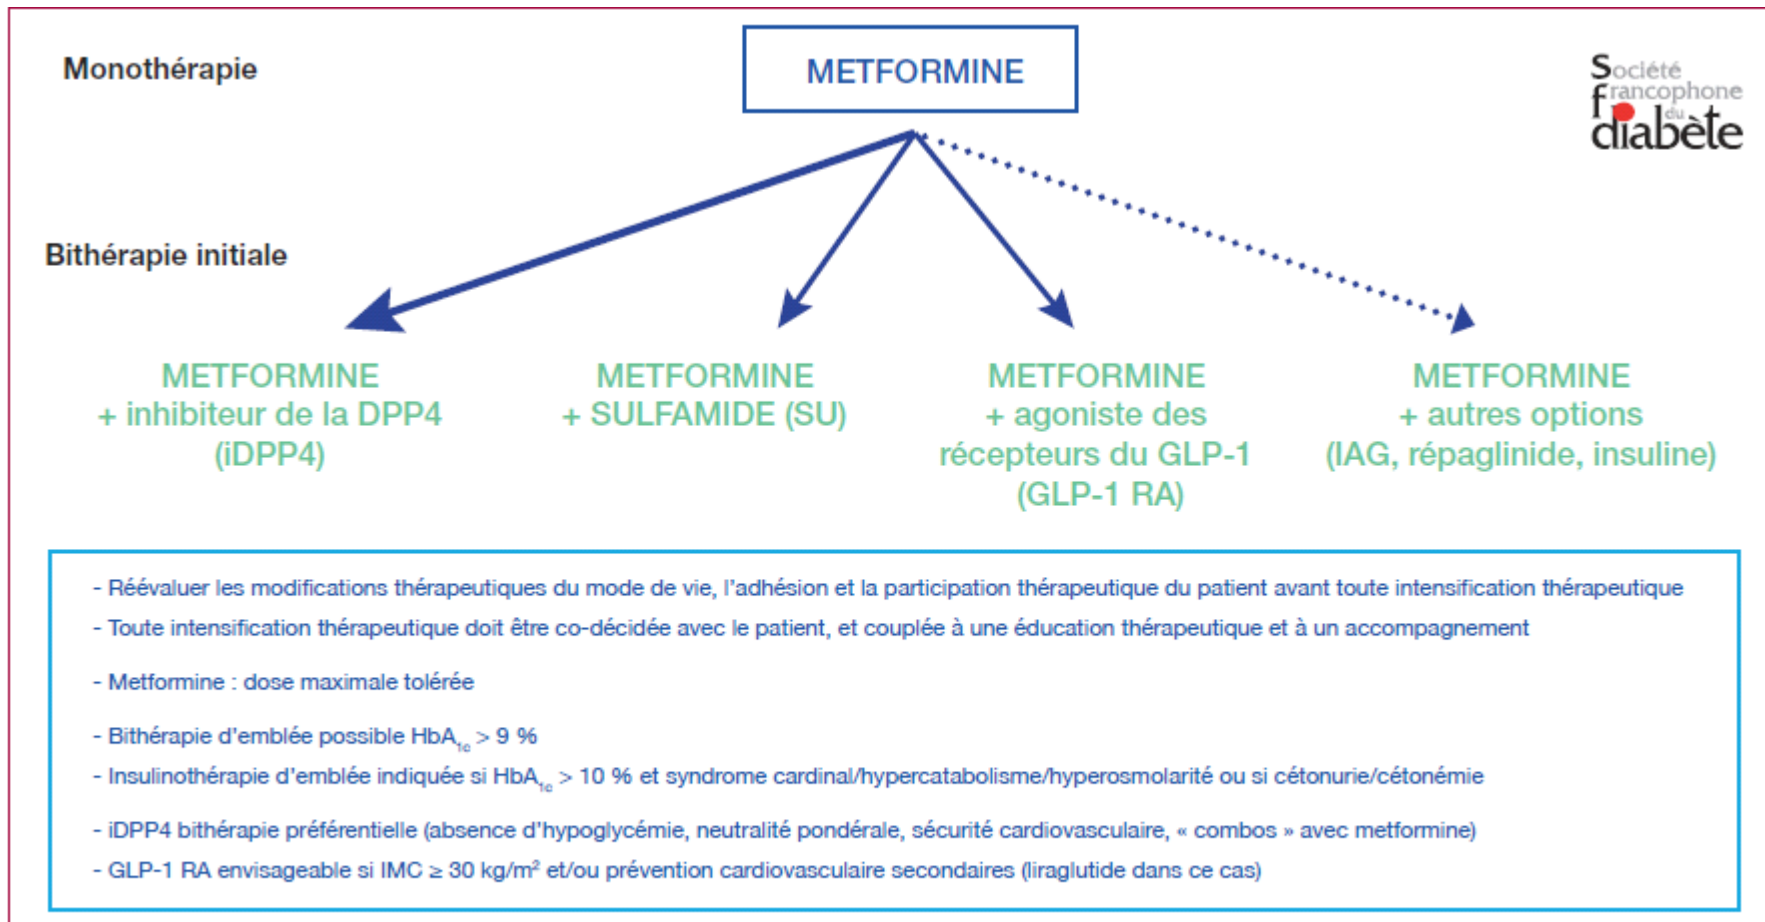 Monothérapie
METFORMINE
Société
francophone
du
diabète
Bithérapie initiale
METFORMINE
+ inhibiteur de la DPP4
(iDPP4)
METFORMINE
+ SULFAMIDE (SU)
METFORMINE
+ agoniste des
récepteurs du GLP-1
(GLP-1 RA)
METFORMINE
+ autres options
(IAG, répaglinide, insuline)
- Réévaluer les modifications thérapeutiques du mode de vie, l'adhésion et la participation thérapeutique du patient avant toute intensification thérapeutique
- Toute intensification thérapeutique doit être co-décidée avec le patient, et couplée à une éducation thérapeutique et à un accompagnement
- Metformine : dose maximale tolérée
- Bithérapie d'emblée possible HbA1c > 9 %
- Insulinothérapie d'emblée indiquée si HbA1c > 10 % et syndrome cardinal/hypercatabolisme/hyperosmolarité ou si cétonurie/cétonémie
- iDPP4 bithérapie préférentielle (absence d'hypoglycémie, neutralité pondérale, sécurité cardiovasculaire, « combos » avec metformine)
- GLP-1 RA envisageable si IMC ≥ 30 kg/m² et/ou prévention cardiovasculaire secondaires (liraglutide dans ce cas)